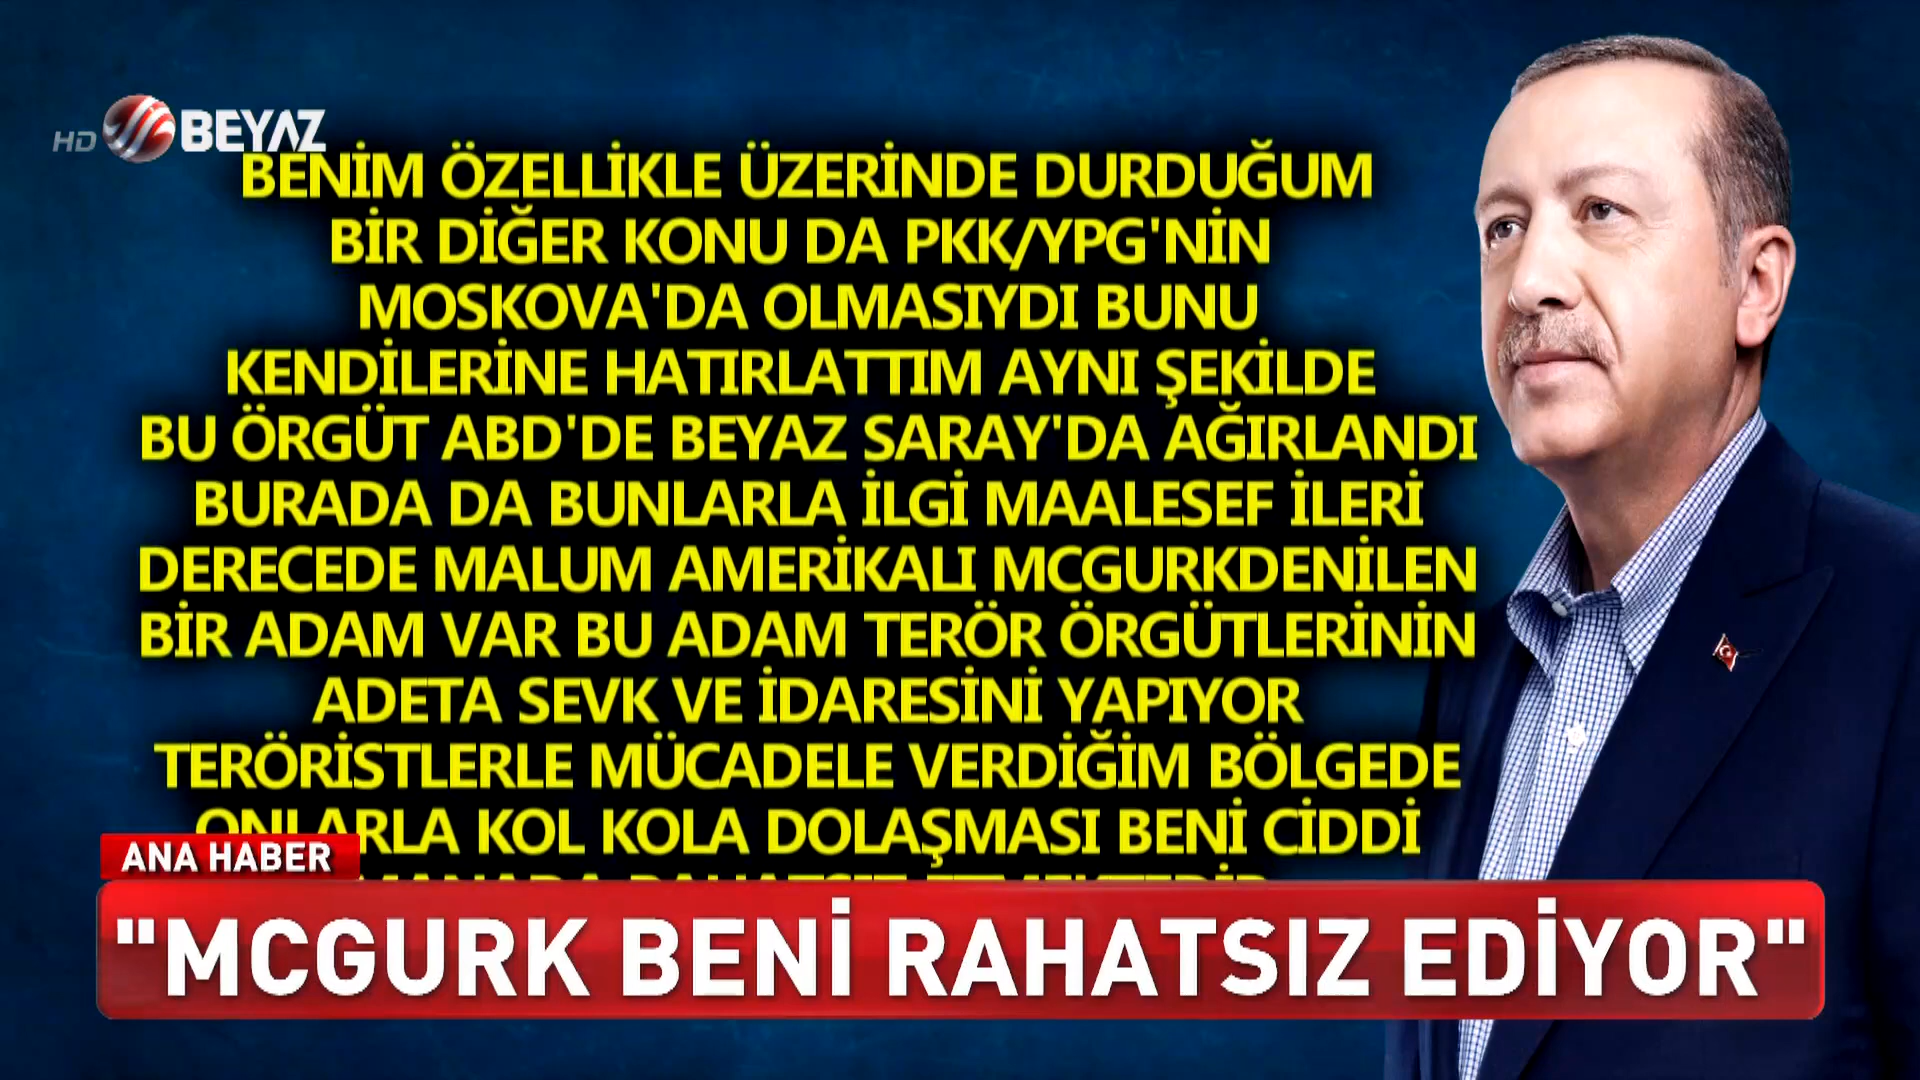 HD BEYAZ
BENİM ÖZELLİKLE ÜZERİNDE DURDUĞUM
BİR DİĞER KONU DA PKK/YPG'NİN
MOSKOVA'DA OLMASIYDI BUNU
KENDİLERİNE HATIRLATTIM AYNI ŞEKİLDE
BU ÖRGÜT ABD'DE BEYAZ SARAY'DA AĞIRLANDI
BURADA DA BUNLARLA İLGİ MAALESEF İLERİ
DERECEDE MALUM AMERİKALI MCGURKDENİLEN
BİR ADAM VAR BU ADAM TERÖR ÖRGÜTLERİNİN
ADETA SEVK VE İDARESİNİ YAPIYOR
TERÖRİSTLERLE MÜCADELE VERDİĞİM BÖLGEDE
ONLARLA KOL KOLA DOLAŞMASI BENİ CİDDİ
ANA HABER
"MCGURK BENİ RAHATSIZ EDİYOR"